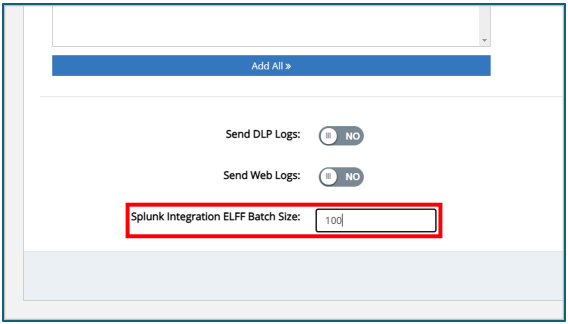 Add All »
Send DLP Logs: NO
Send Web Logs: NO
Splunk Integration ELFF Batch Size: 100